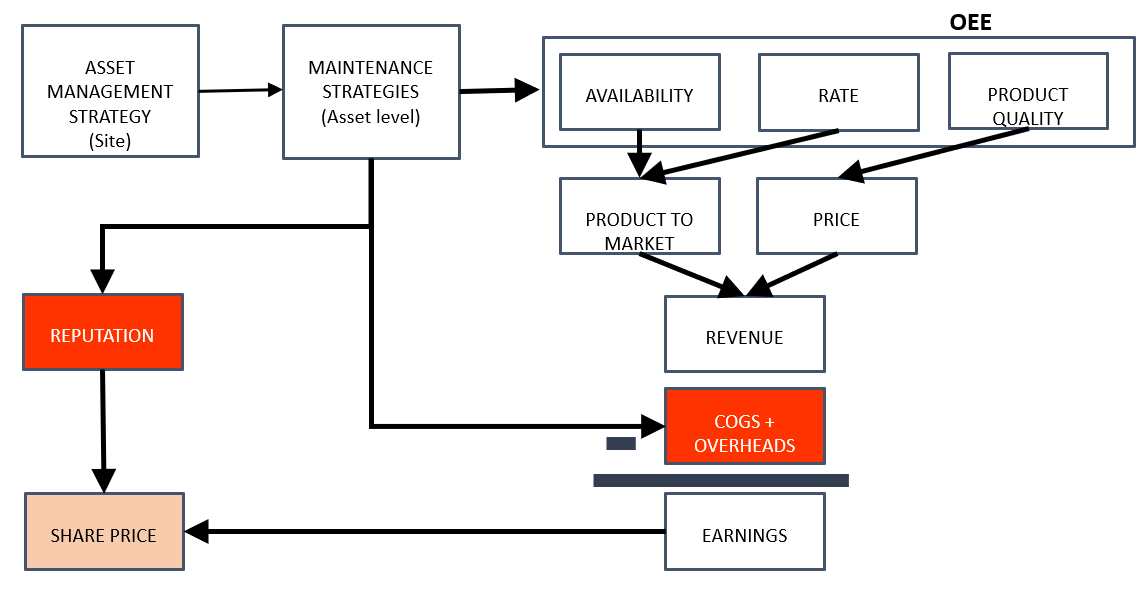 OEE
ASSET
MANAGEMENT
STRATEGY
(Site)
MAINTENANCE
STRATEGIES
(Asset level)
AVAILABILITY
RATE
PRODUCT
QUALITY
PRODUCT TO
MARKET
PRICE
REPUTATION
REVENUE
COGS +
OVERHEADS
SHARE PRICE
EARNINGS